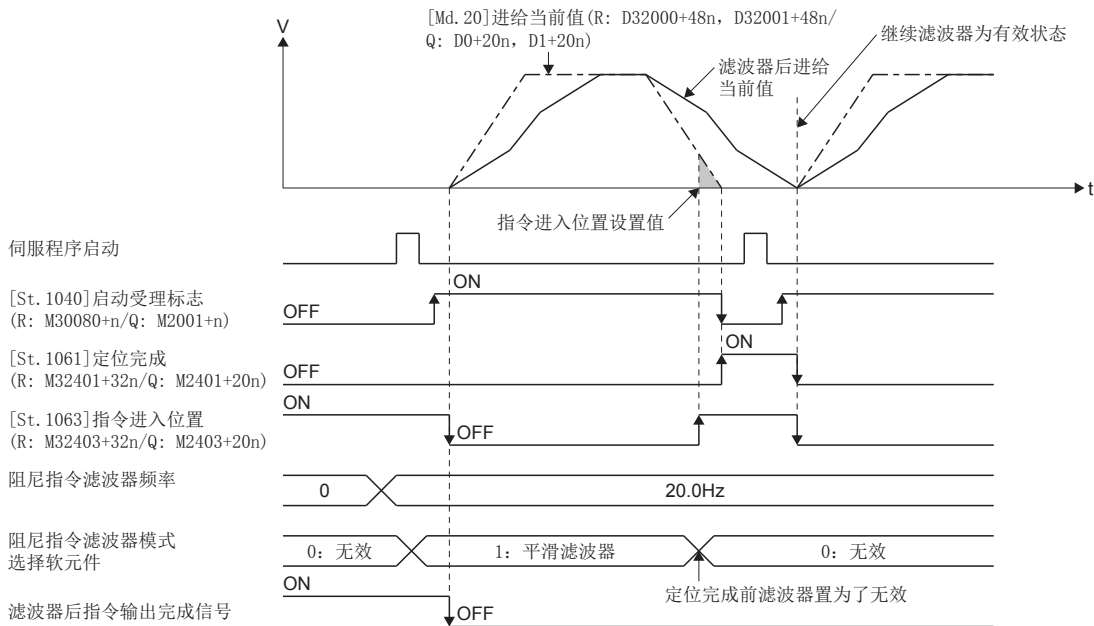 [Md.20]进给当前值(R: D32000+48n, D32001+48n/
Q: D0+20n, D1+20n)
V
继续滤波器为有效状态
滤波器后进给
当前值
t
指令进入位置设置值
伺服程序启动
ON
[St.1040]启动受理标志
(R: M30080+n/Q: M2001+n)
OFF
ON
[St.1061]定位完成
(R: M32401+32n/Q: M2401+20n)
OFF
ON
[St.1063]指令进入位置
(R: M32403+32n/Q: M2403+20n)
OFF
阻尼指令滤波器频率
0
20.0Hz
阻尼指令滤波器模式
选择软元件
0: 无效
1: 平滑滤波器
0: 无效
定位完成前滤波器置为了无效
ON
滤波器后指令输出完成信号
OFF